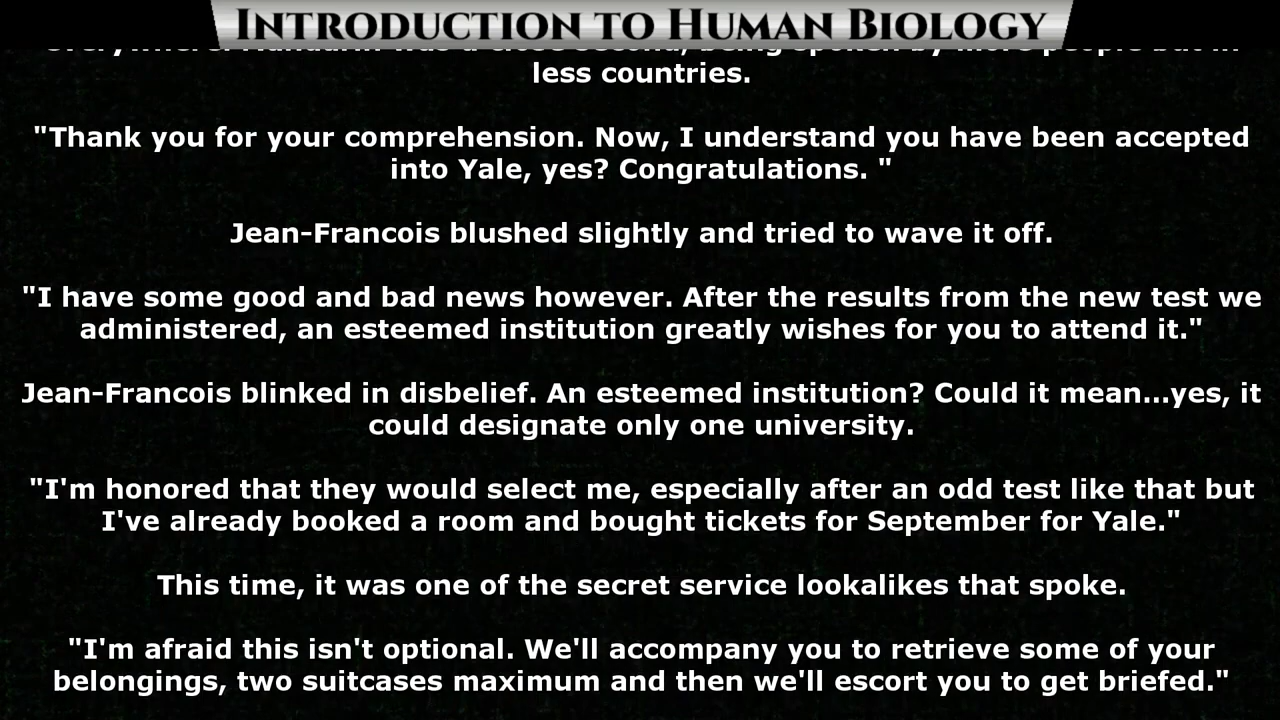 INTRODUCTION TO HUMAN BIOLOGY
less countries.
"Thank you for your comprehension. Now, I understand you have been accepted
into Yale, yes? Congratulations. "
Jean-Francois blushed slightly and tried to wave it off.
"I have some good and bad news however. After the results from the new test we
administered, an esteemed institution greatly wishes for you to attend it."
Jean-Francois blinked in disbelief. An esteemed institution? Could it mean...yes, it
could designate only one university.
"I'm honored that they would select me, especially after an odd test like that but
I've already booked a room and bought tickets for September for Yale."
This time, it was one of the secret service lookalikes that spoke.
"I'm afraid this isn't optional. We'll accompany you to retrieve some of your
belongings, two suitcases maximum and then we'll escort you to get briefed."